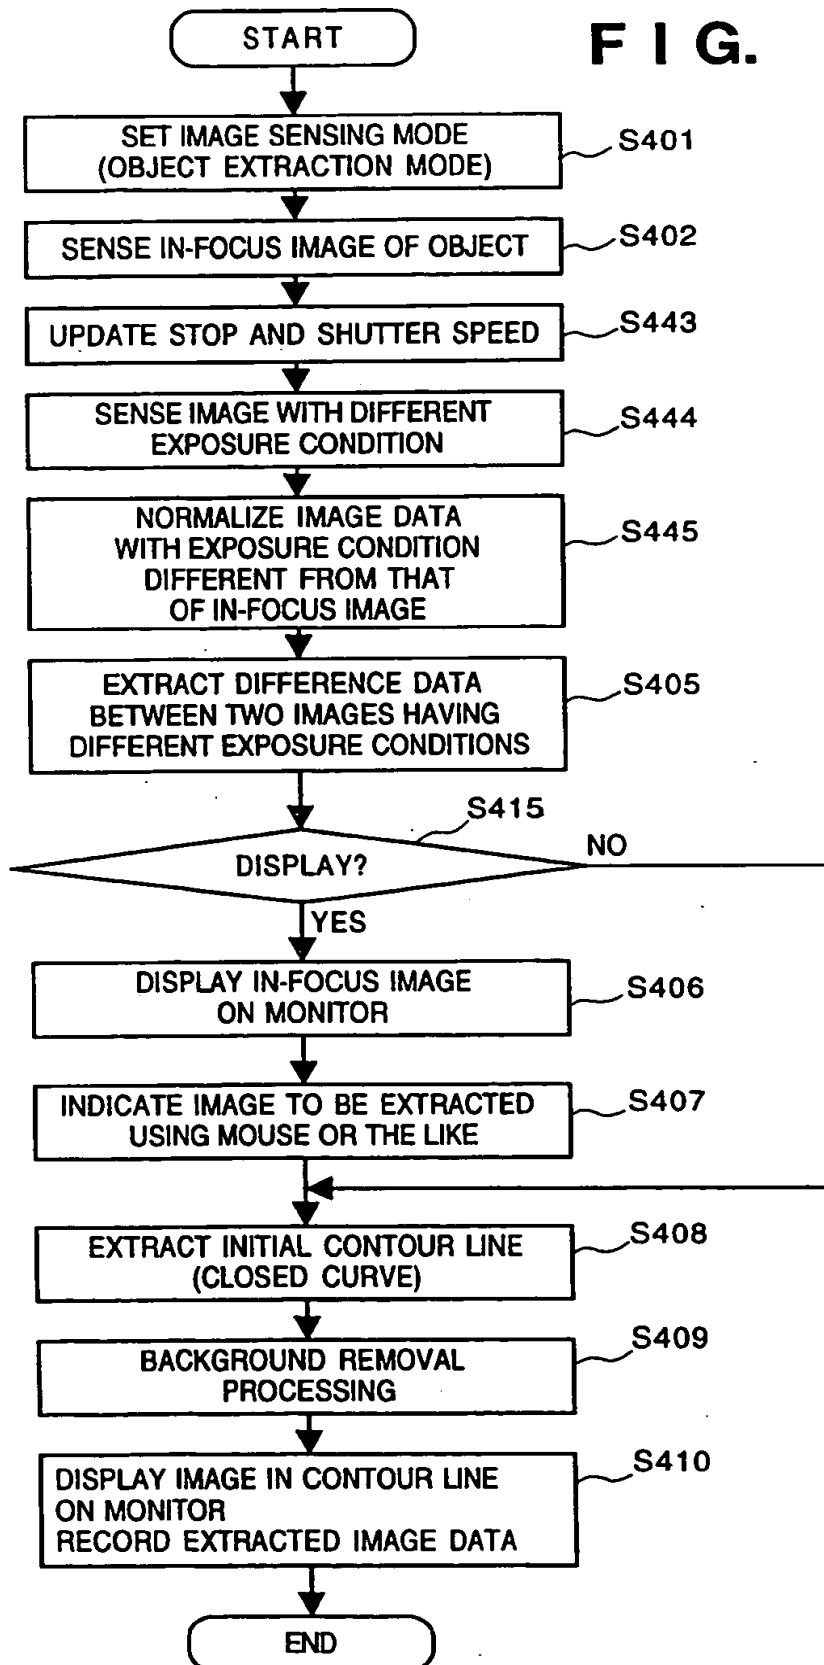 START
F I G.
SET IMAGE SENSING MODE
(OBJECT EXTRACTION MODE)
S401
SENSE IN-FOCUS IMAGE OF OBJECT
S402
UPDATE STOP AND SHUTTER SPEED
S443
SENSE IMAGE WITH DIFFERENT
EXPOSURE CONDITION
S444
NORMALIZE IMAGE DATA
WITH EXPOSURE CONDITION
DIFFERENT FROM THAT
OF IN-FOCUS IMAGE
S445
EXTRACT DIFFERENCE DATA
BETWEEN TWO IMAGES HAVING
DIFFERENT EXPOSURE CONDITIONS
S405
S415
DISPLAY?
NO
YES
DISPLAY IN-FOCUS IMAGE
ON MONITOR
S406
INDICATE IMAGE TO BE EXTRACTED
USING MOUSE OR THE LIKE
S407
EXTRACT INITIAL CONTOUR LINE
(CLOSED CURVE)
S408
BACKGROUND REMOVAL
PROCESSING
S409
DISPLAY IMAGE IN CONTOUR LINE
ON MONITOR
RECORD EXTRACTED IMAGE DATA
S410
END